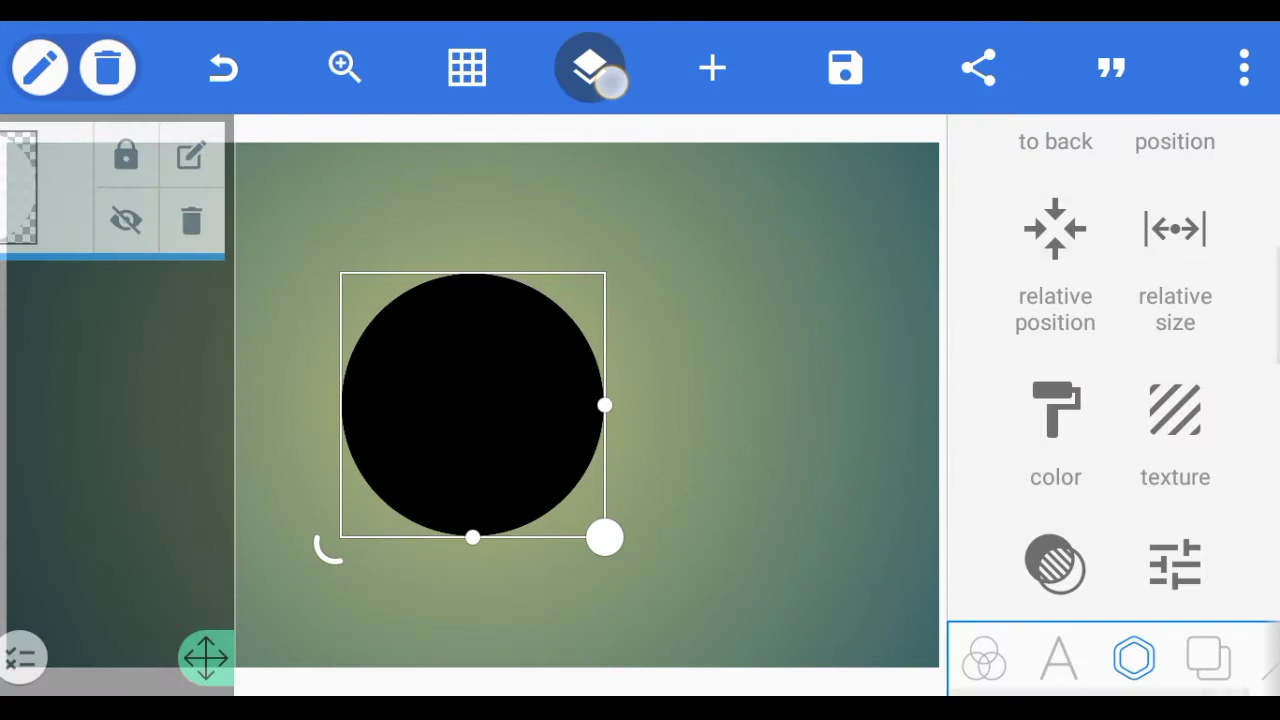 to back
position
relative
position
relative
size
color
texture